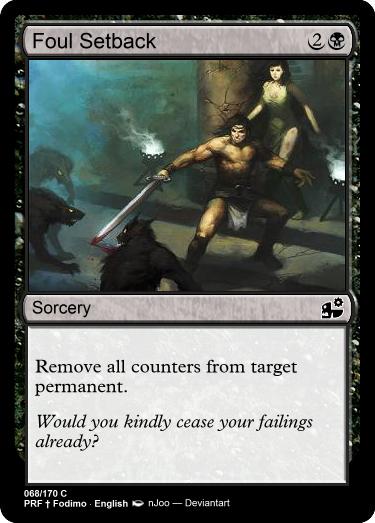 Foul Setback 2
Sorcery
Remove all counters from target
permanent.
Would you kindly cease your failings
already?
068/170 C
PRF † Fodimo · English nJoo — Deviantart